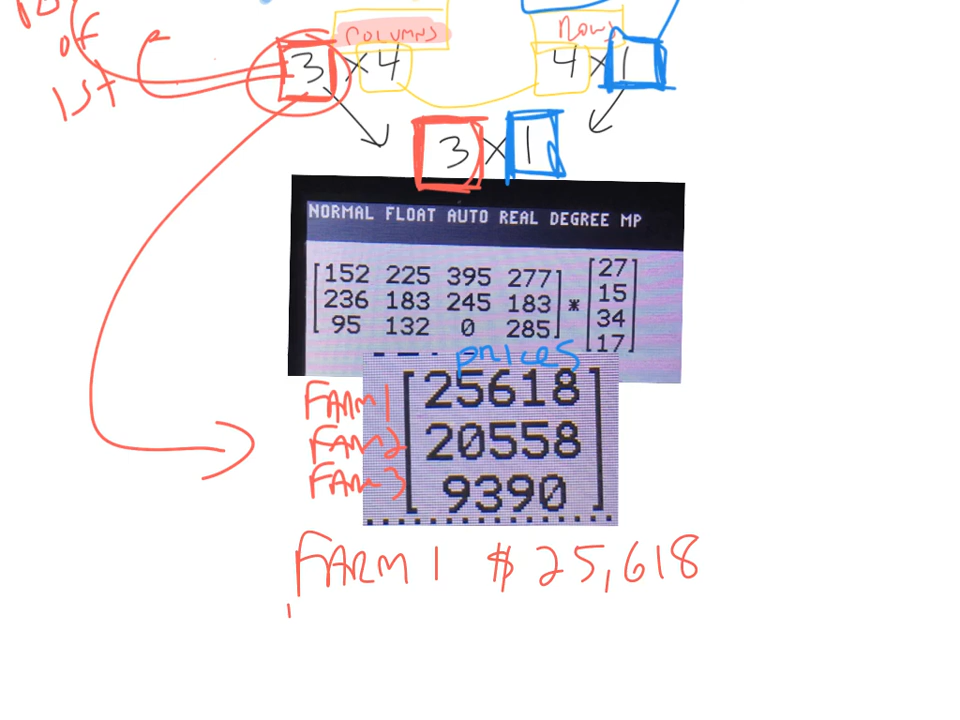 of
1st
COLUMNS ROWS
3 × 4 4 × 1
3 × 1
NORMAL FLOAT AUTO REAL DEGREE MP
[152 225 395 277] [27]
[236 183 245 183] * [15]
[95 132 0 285] [34]
[17]
prices
FARM 1 [25618]
FARM 2 [20558]
FARM 3 [9390]
FARM 1 $ 25,618